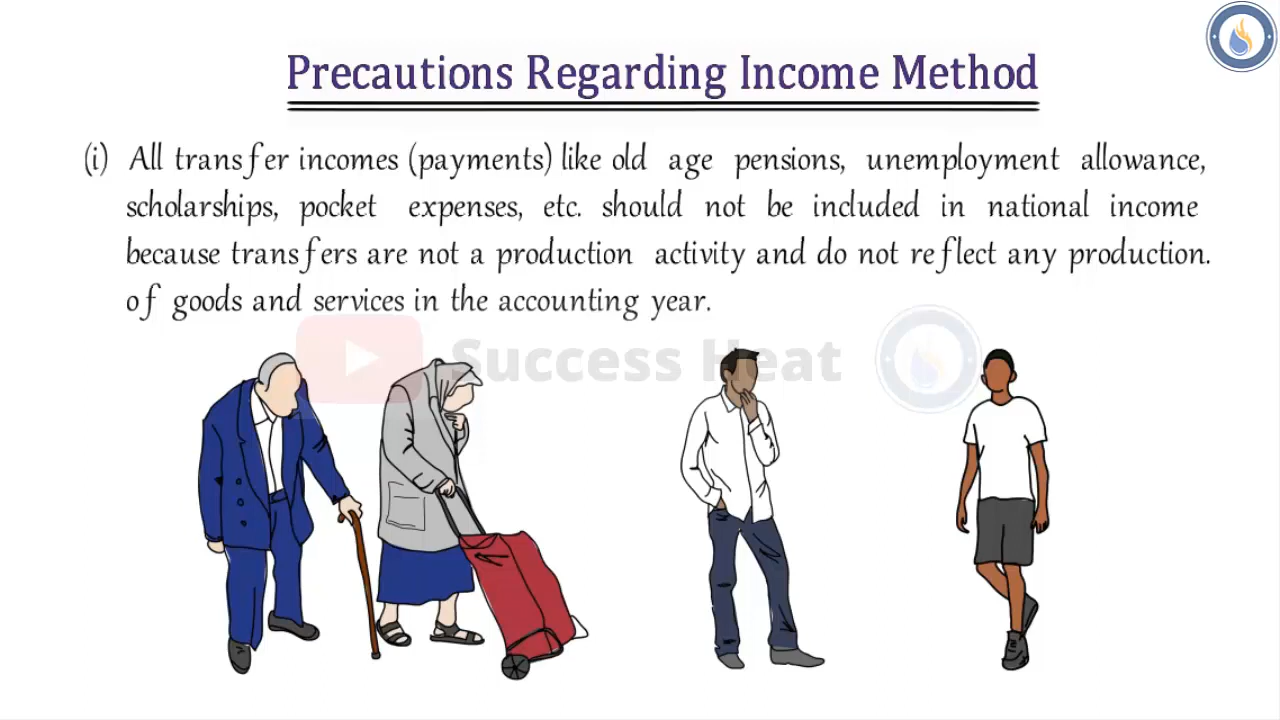 Precautions Regarding Income Method
(i) All transfer incomes (payments) like old age pensions, unemployment allowance,
scholarships, pocket expenses, etc. should not be included in national income
because transfers are not a production activity and do not reflect any production.
of goods and services in the accounting year.
Success Heat